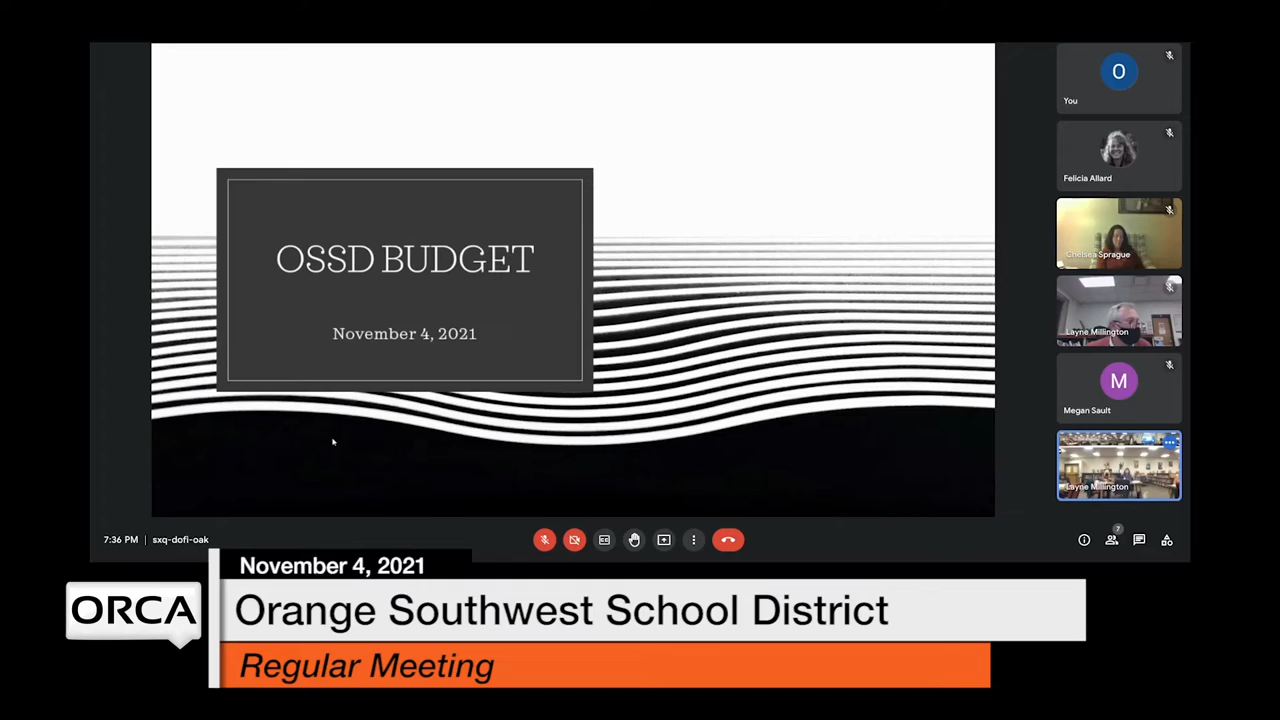 OSSD BUDGET
November 4, 2021
O
You
Felicia Allard
Chelsea Sprague
Layne Millington
M
Megan Sault
Layne Millington
7:36 PM | sxq-dofi-oak
7
November 4, 2021
ORCA
Orange Southwest School District
Regular Meeting